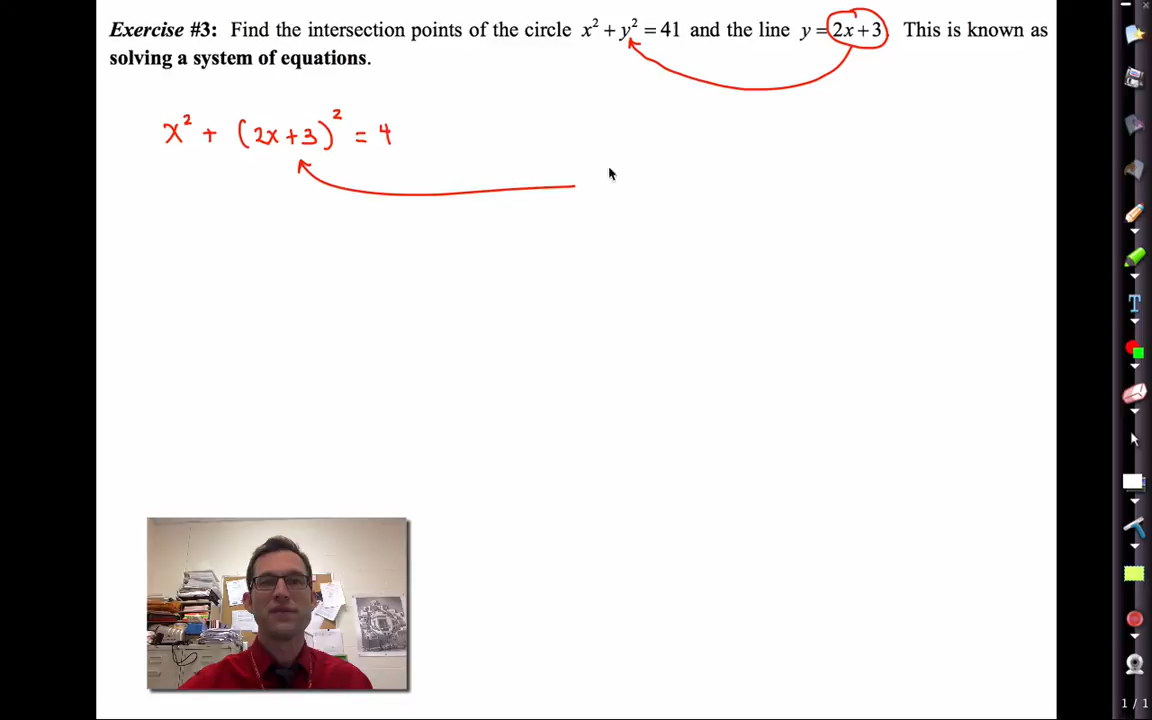 Exercise #3: Find the intersection points of the circle x² + y² = 41 and the line y = 2x+3. This is known as
solving a system of equations.
x² + (2x+3)² = 4
T
1 / 1